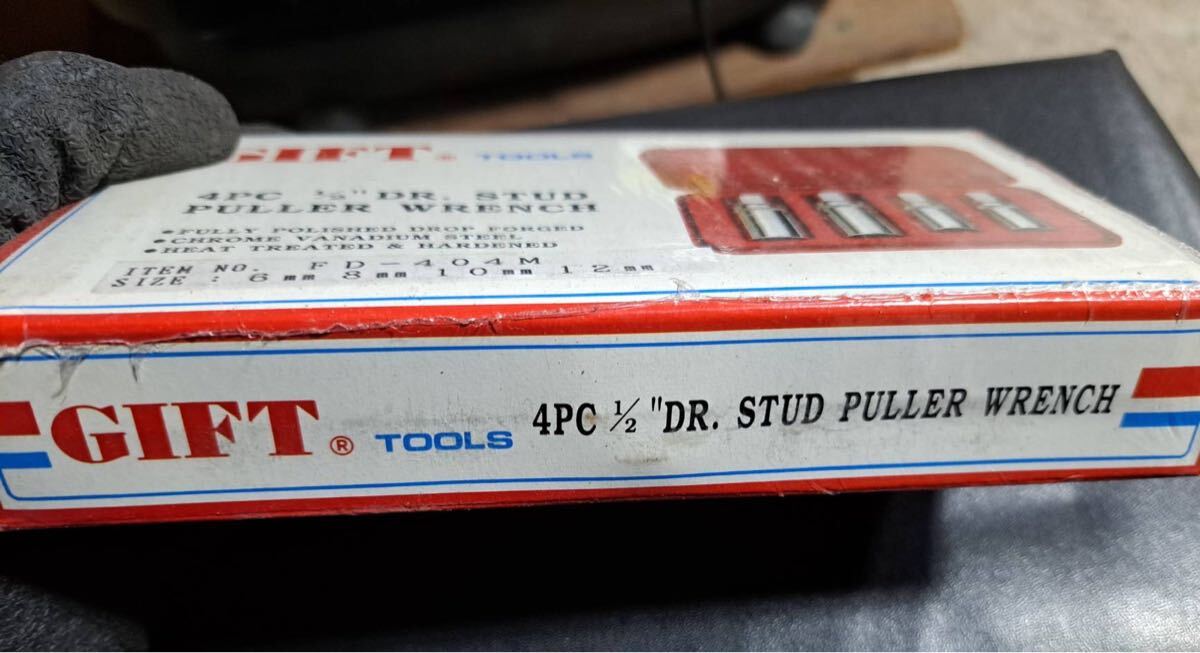 GIFT® TOOLS
4PC ½" DR. STUD
PULLER WRENCH
•FULLY POLISHED DROP FORGED
•CHROME VANADIUM STEEL
•HEAT TREATED & HARDENED
ITEM NO. FD-404M
SIZE : 6mm 8mm 10mm 12mm
GIFT® TOOLS 4PC ½"DR. STUD PULLER WRENCH